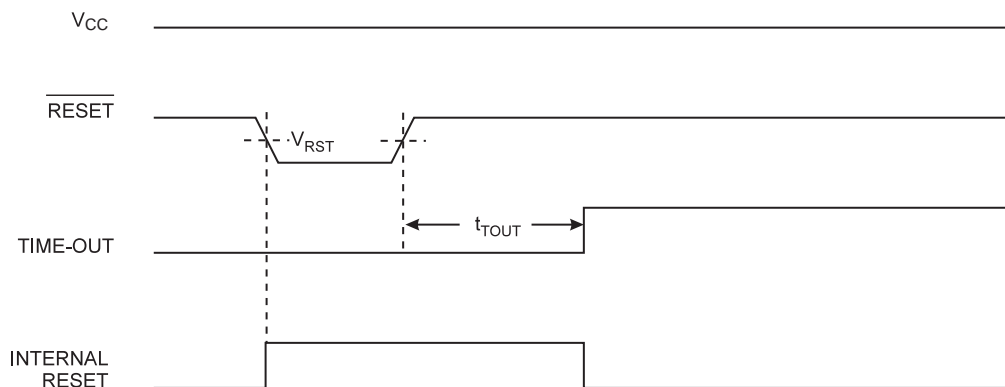 VCC
RESET
VRST
tTOUT
TIME-OUT
INTERNAL
RESET